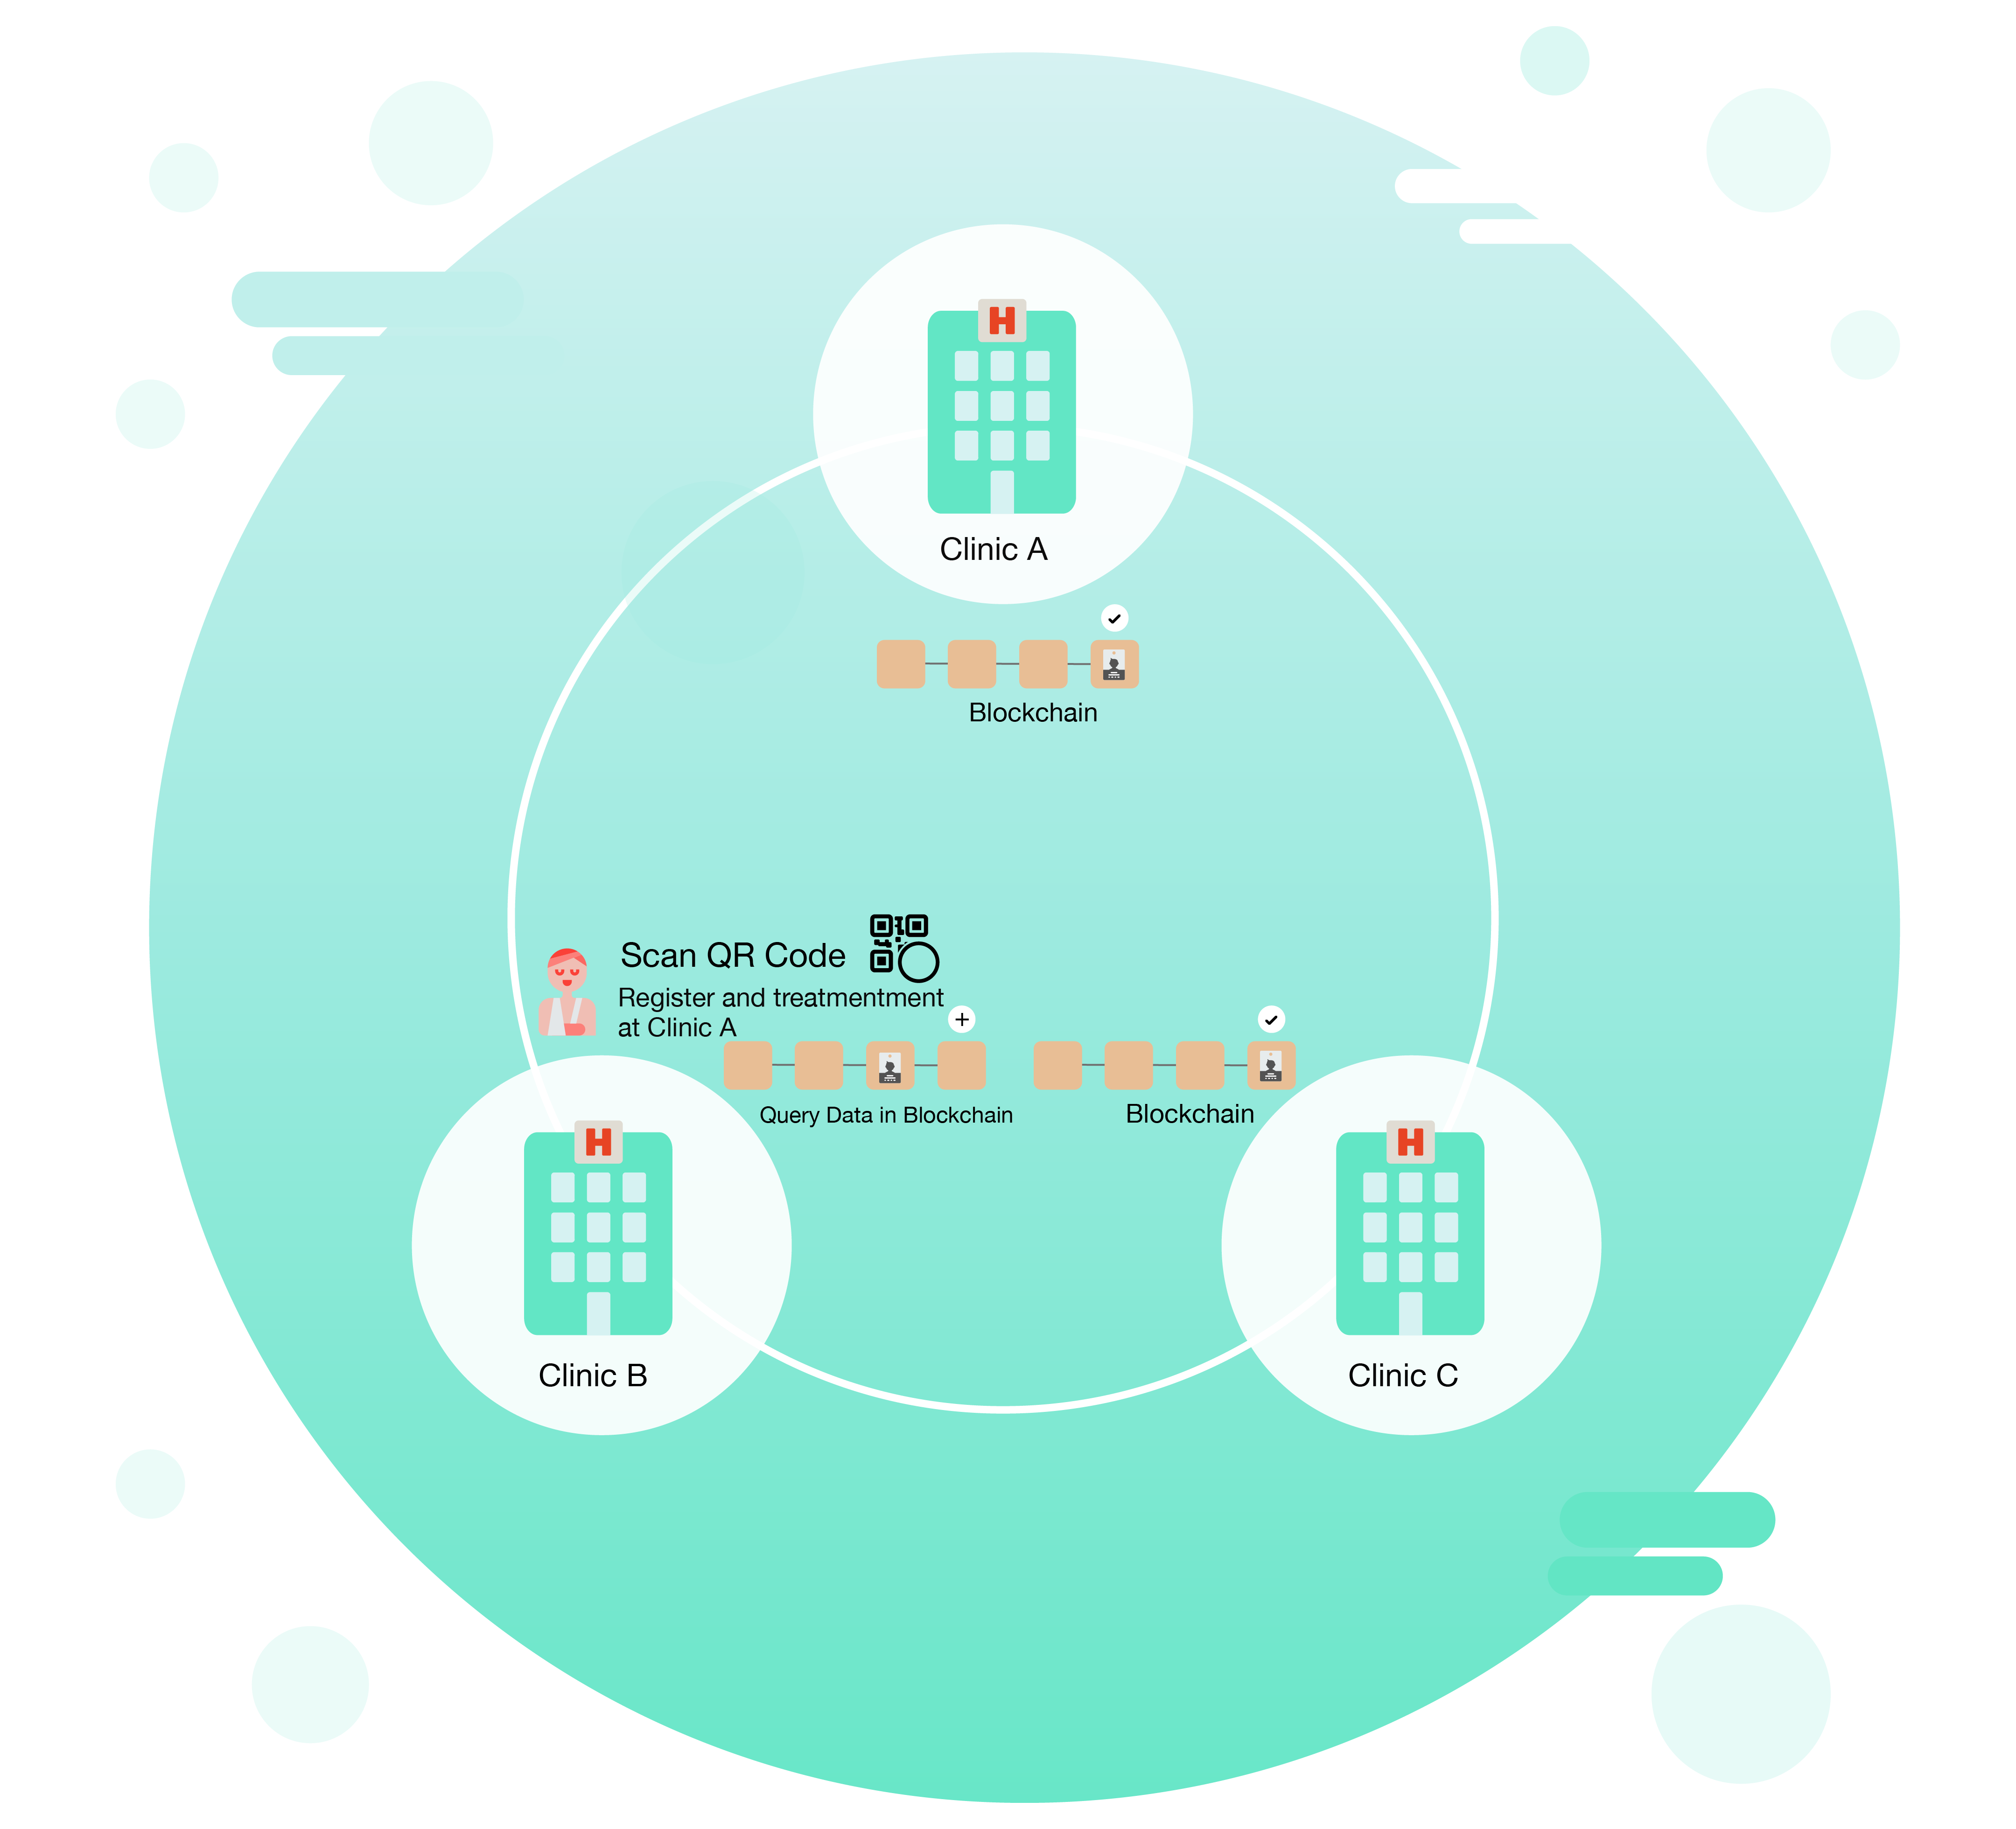 H
Clinic A
Blockchain
Scan QR Code
Register and treatmentment
at Clinic A
Query Data in Blockchain
Blockchain
H
H
Clinic B
Clinic C